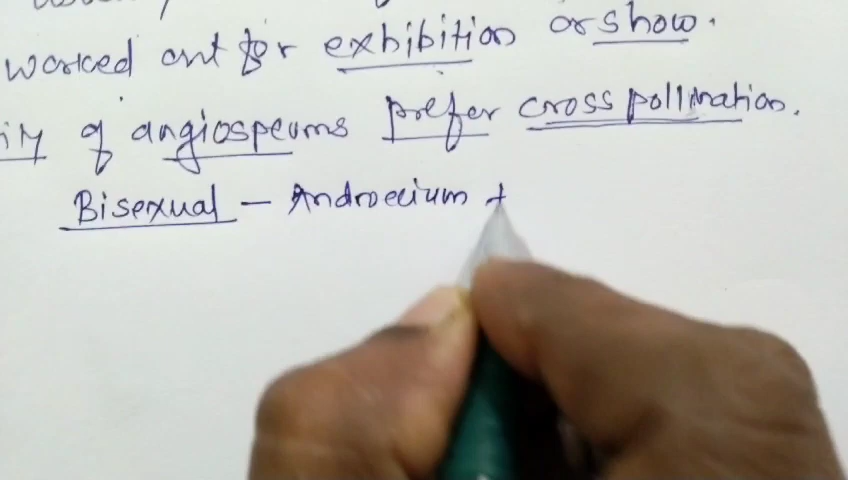 worked out for exhibition or show.
of angiosperms prefer cross pollination.
Bisexual - Androecium +